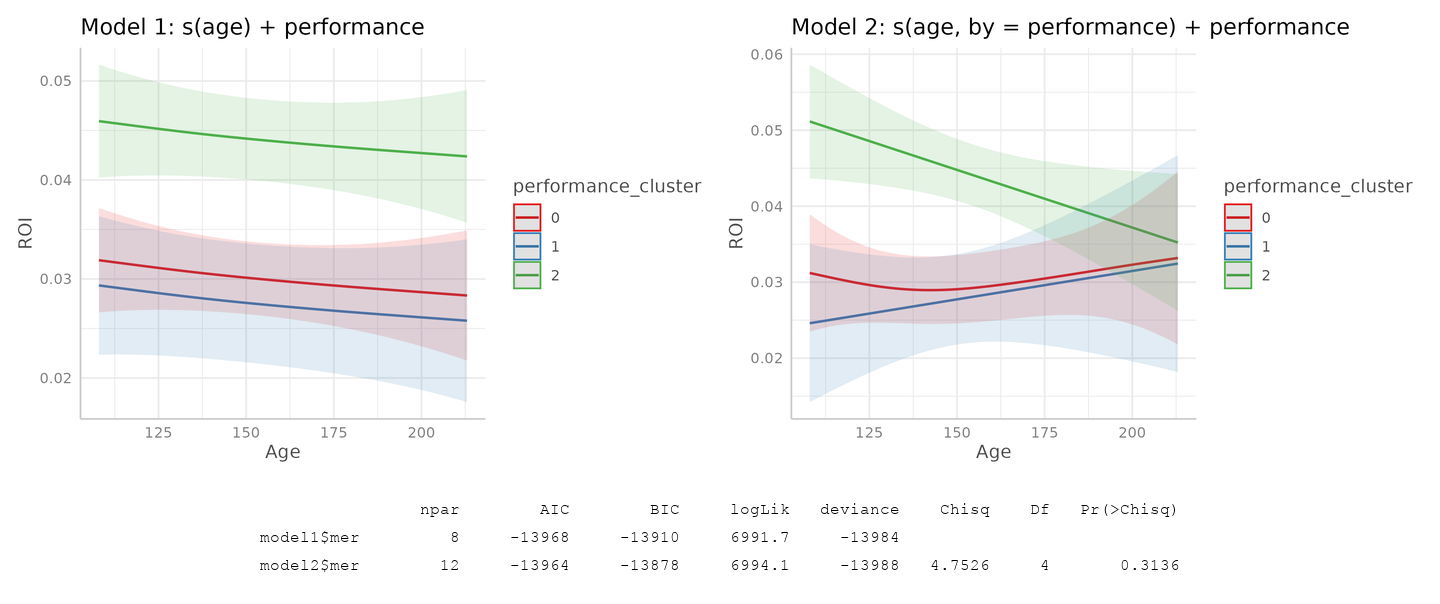 Model 1: s(age) + performance
0.05
0.04
0.03
0.02
ROI
125 150 175 200
Age
performance_cluster
0
1
2
Model 2: s(age, by = performance) + performance
0.06
0.05
0.04
0.03
0.02
ROI
125 150 175 200
Age
performance_cluster
0
1
2
npar AIC BIC logLik deviance Chisq Df Pr(>Chisq)
model1$mer 8 -13968 -13910 6991.7 -13984
model2$mer 12 -13964 -13878 6994.1 -13988 4.7526 4 0.3136